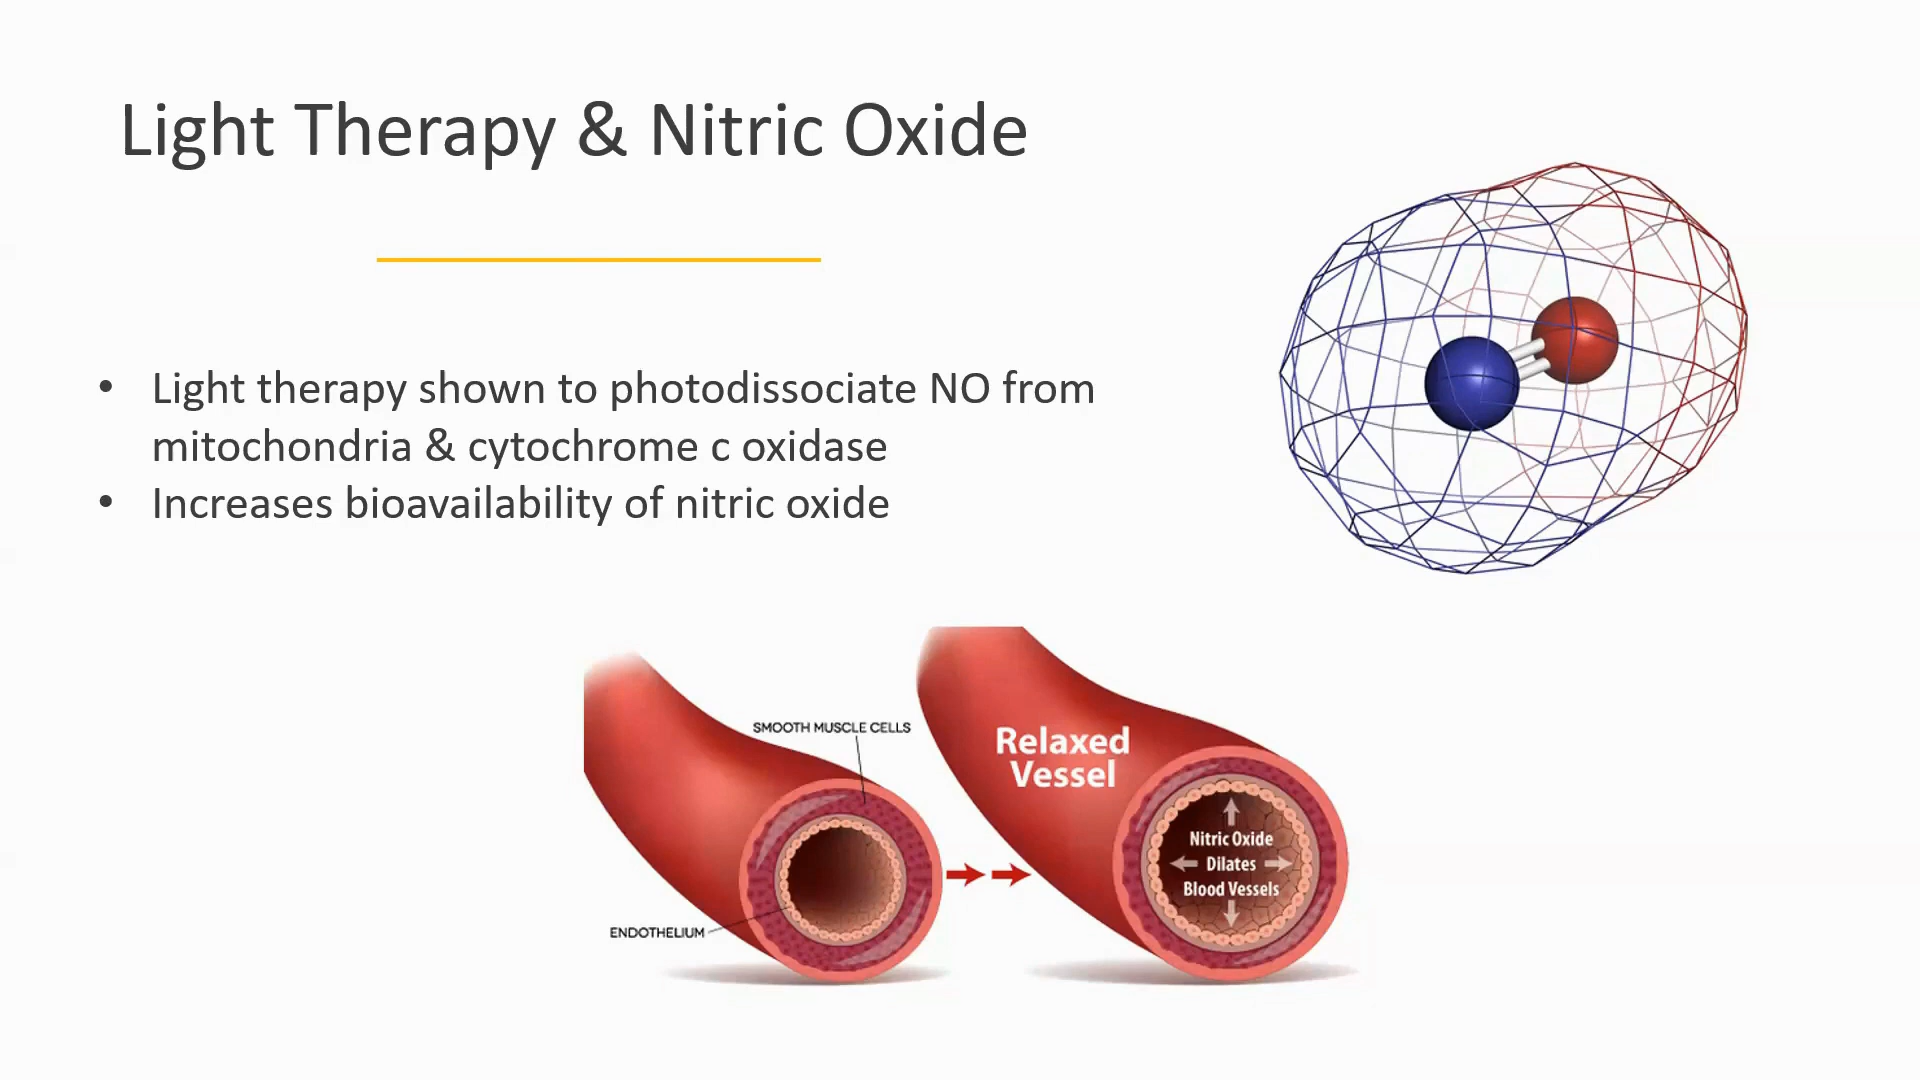 Light Therapy & Nitric Oxide
• Light therapy shown to photodissociate NO from
mitochondria & cytochrome c oxidase
• Increases bioavailability of nitric oxide
SMOOTH MUSCLE CELLS
ENDOTHELIUM
Relaxed
Vessel
Nitric Oxide
Dilates
Blood Vessels